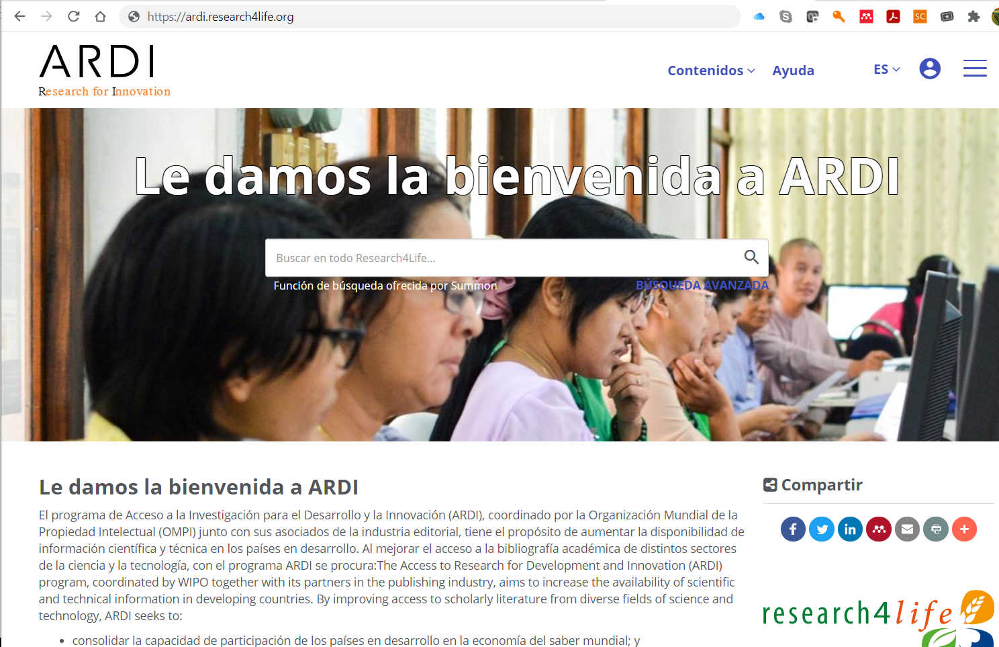 https://ardi.research4life.org
SC
ARDI
Research for Innovation
Contenidos
Ayuda
ES
Le damos la bienvenida a ARDI
Buscar en todo Research4Life...
Función de búsqueda ofrecida por Summon
BÚSQUEDA AVANZADA
Le damos la bienvenida a ARDI
El programa de Acceso a la Investigación para el Desarrollo y la Innovación (ARDI), coordinado por la Organización Mundial de la
Propiedad Intelectual (OMPI) junto con sus asociados de la industria editorial, tiene el propósito de aumentar la disponibilidad de
información científica y técnica en los países en desarrollo. Al mejorar el acceso a la bibliografía académica de distintos sectores
de la ciencia y la tecnología, con el programa ARDI se procura:The Access to Research for Development and Innovation (ARDI)
program, coordinated by WIPO together with its partners in the publishing industry, aims to increase the availability of scientific
and technical information in developing countries. By improving access to scholarly literature from diverse fields of science and
technology, ARDI seeks to:
• consolidar la capacidad de participación de los países en desarrollo en la economía del saber mundial; y
Compartir
research4life